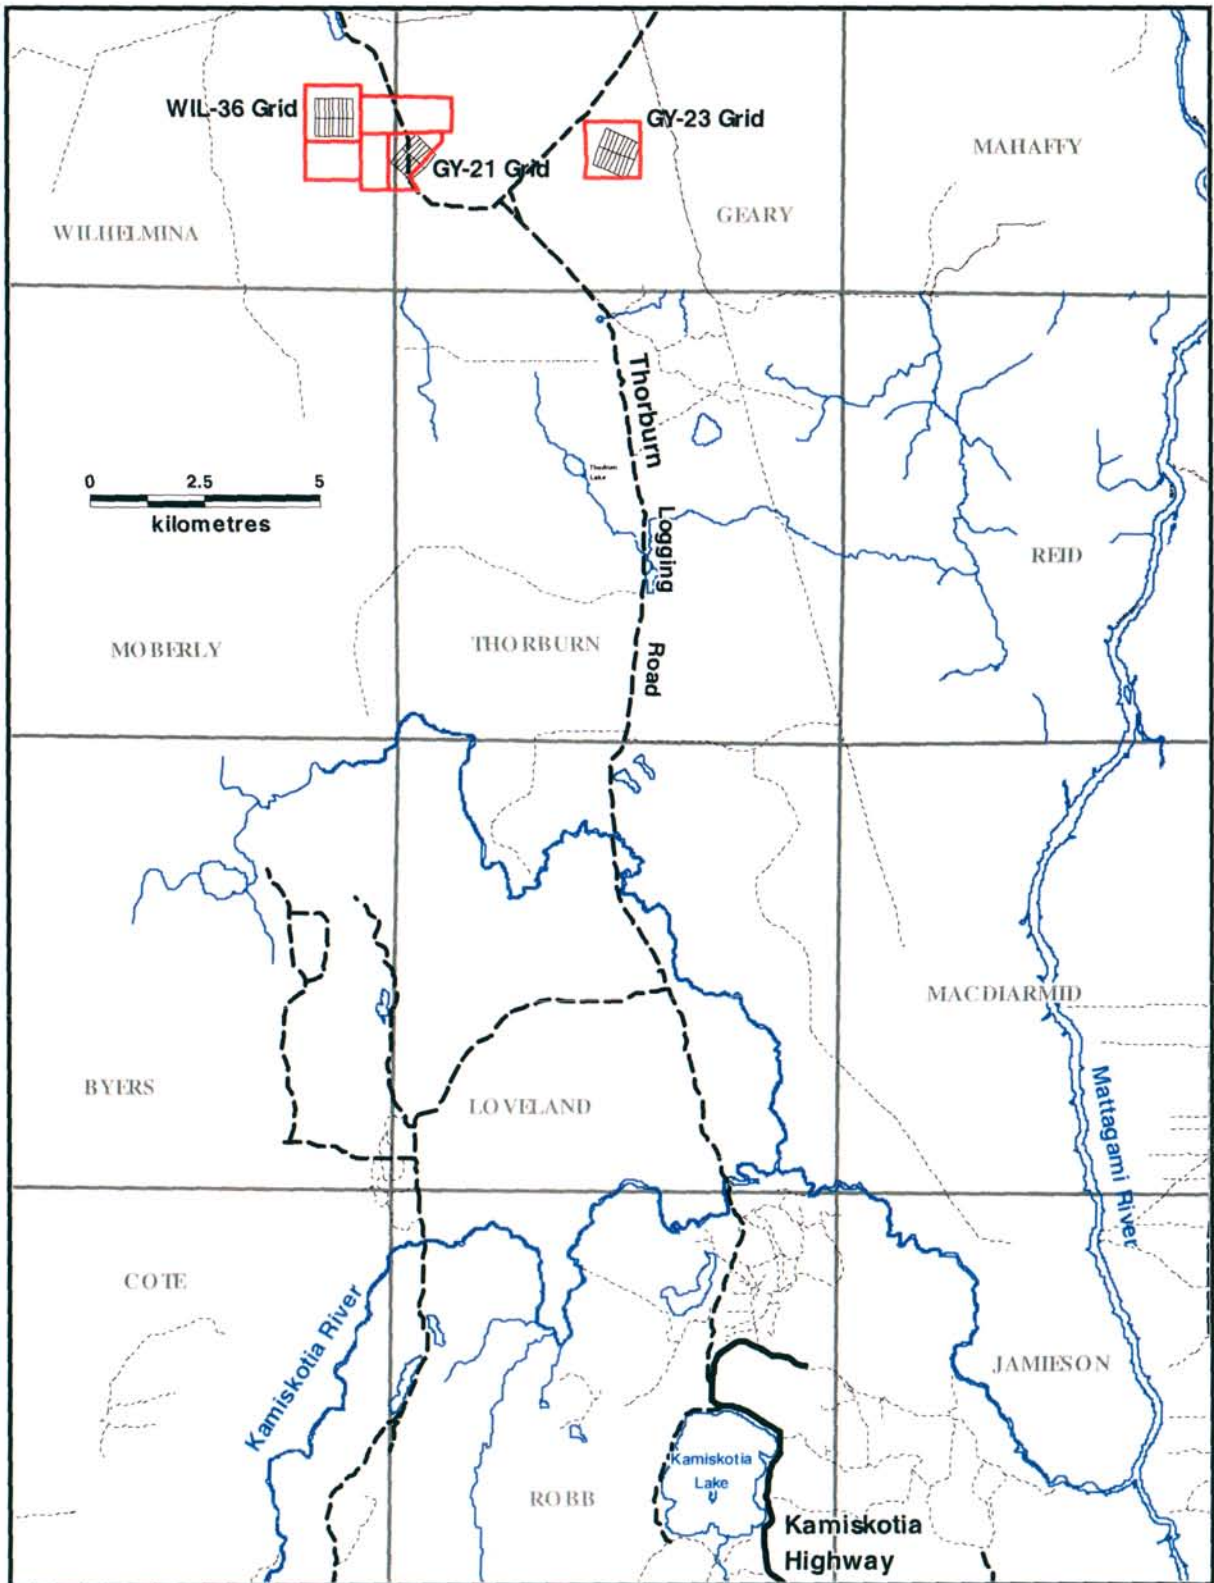 WIL-36 Grid
GY-23 Grid
MAHAFFY
GY-21 Grid
GEARY
WILHELMINA
Thorburn
Logging
Road
0 2.5 5
kilometres
Lake
REID
MOBERLY
THORBURN
MACDIARMID
BYERS
LOVELAND
Mattagami River
COTE
Kamiskotia River
JAMIESON
Kamiskotia
Lake
ROBB
Kamiskotia
Highway